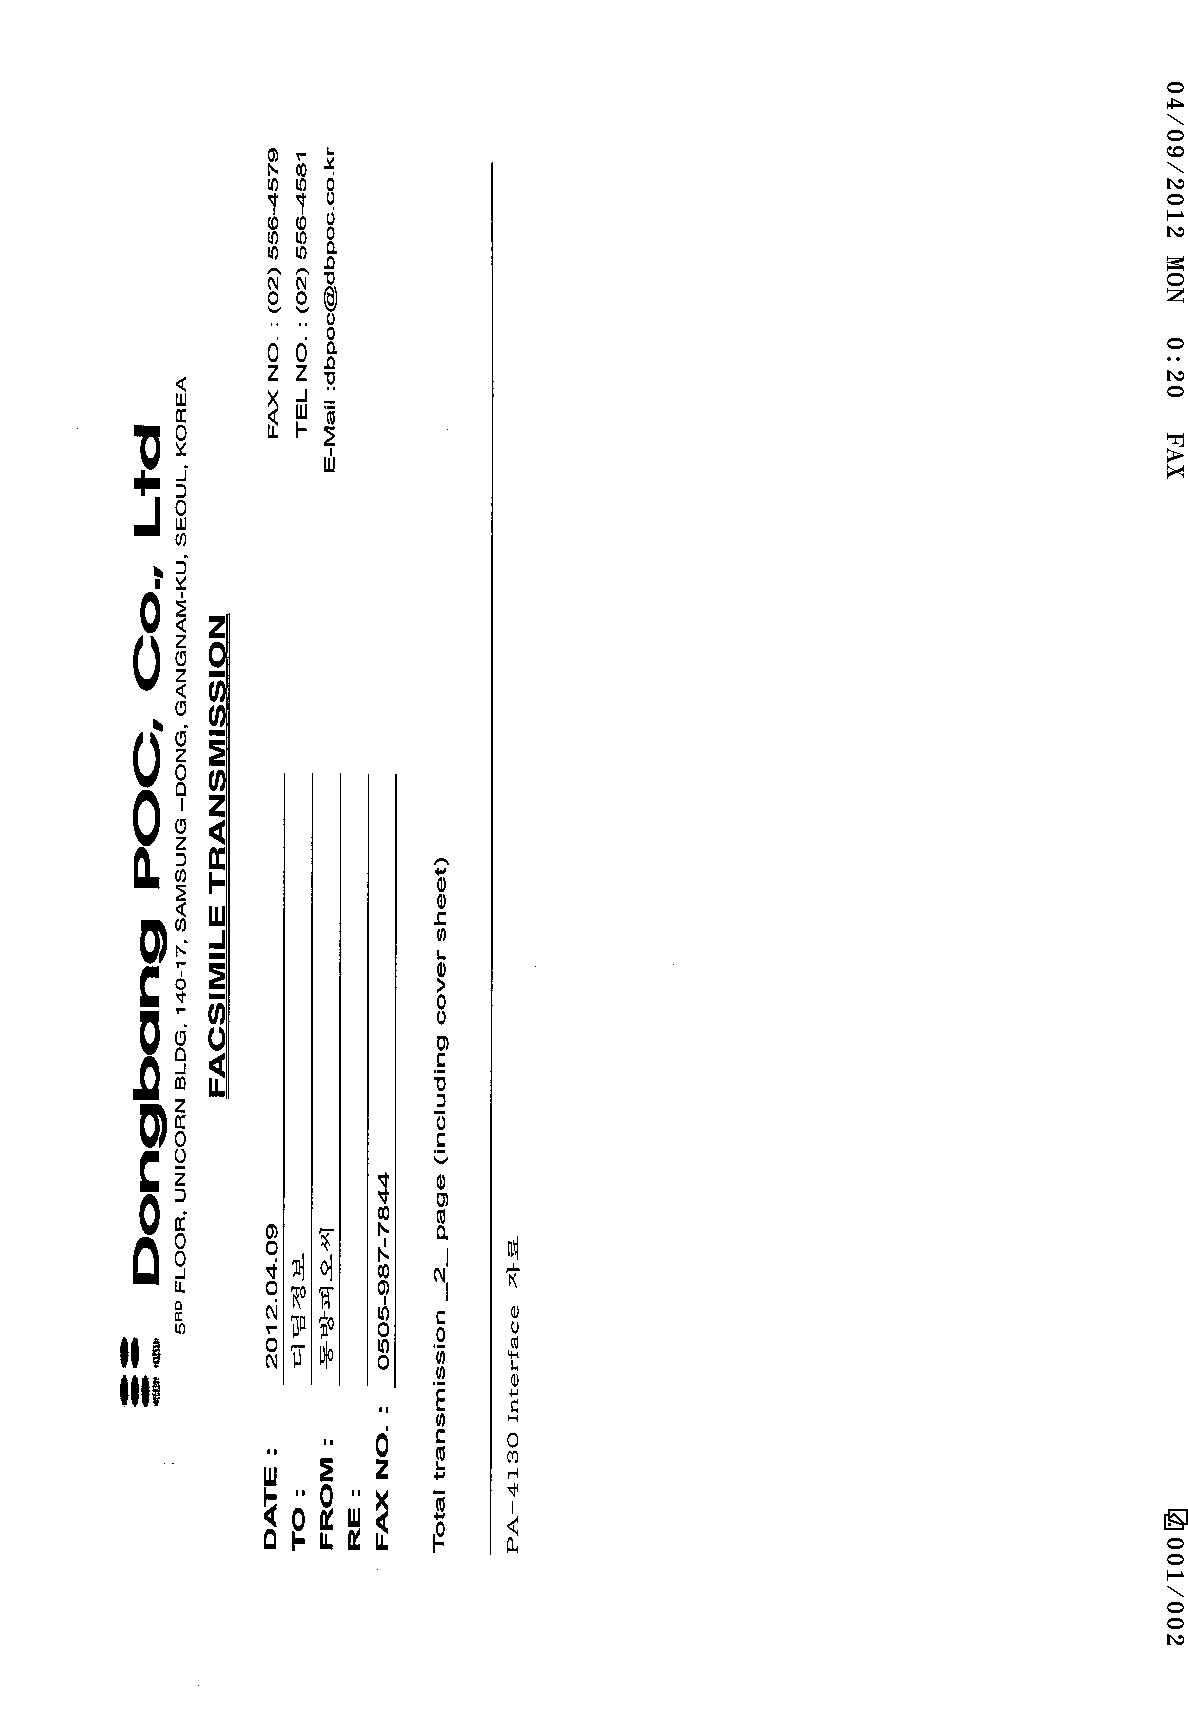 Dongbang POC, Co., Ltd
5RD FLOOR, UNICORN BLDG, 140-17, SAMSUNG -DONG, GANGNAM-KU, SEOUL, KOREA
FACSIMILE TRANSMISSION
DATE : 2012.04.09 FAX NO. : (02) 556-4579
TO : 디딤정보 TEL NO. : (02) 556-4581
FROM : 동방피오씨 E-Mail :dbpoc@dbpoc.co.kr
RE :
FAX NO. : 0505-987-7844
Total transmission _2_ page (including cover sheet)
PA-4130 Interface 자료
04/09/2012 MON 0:20 FAX 001/002